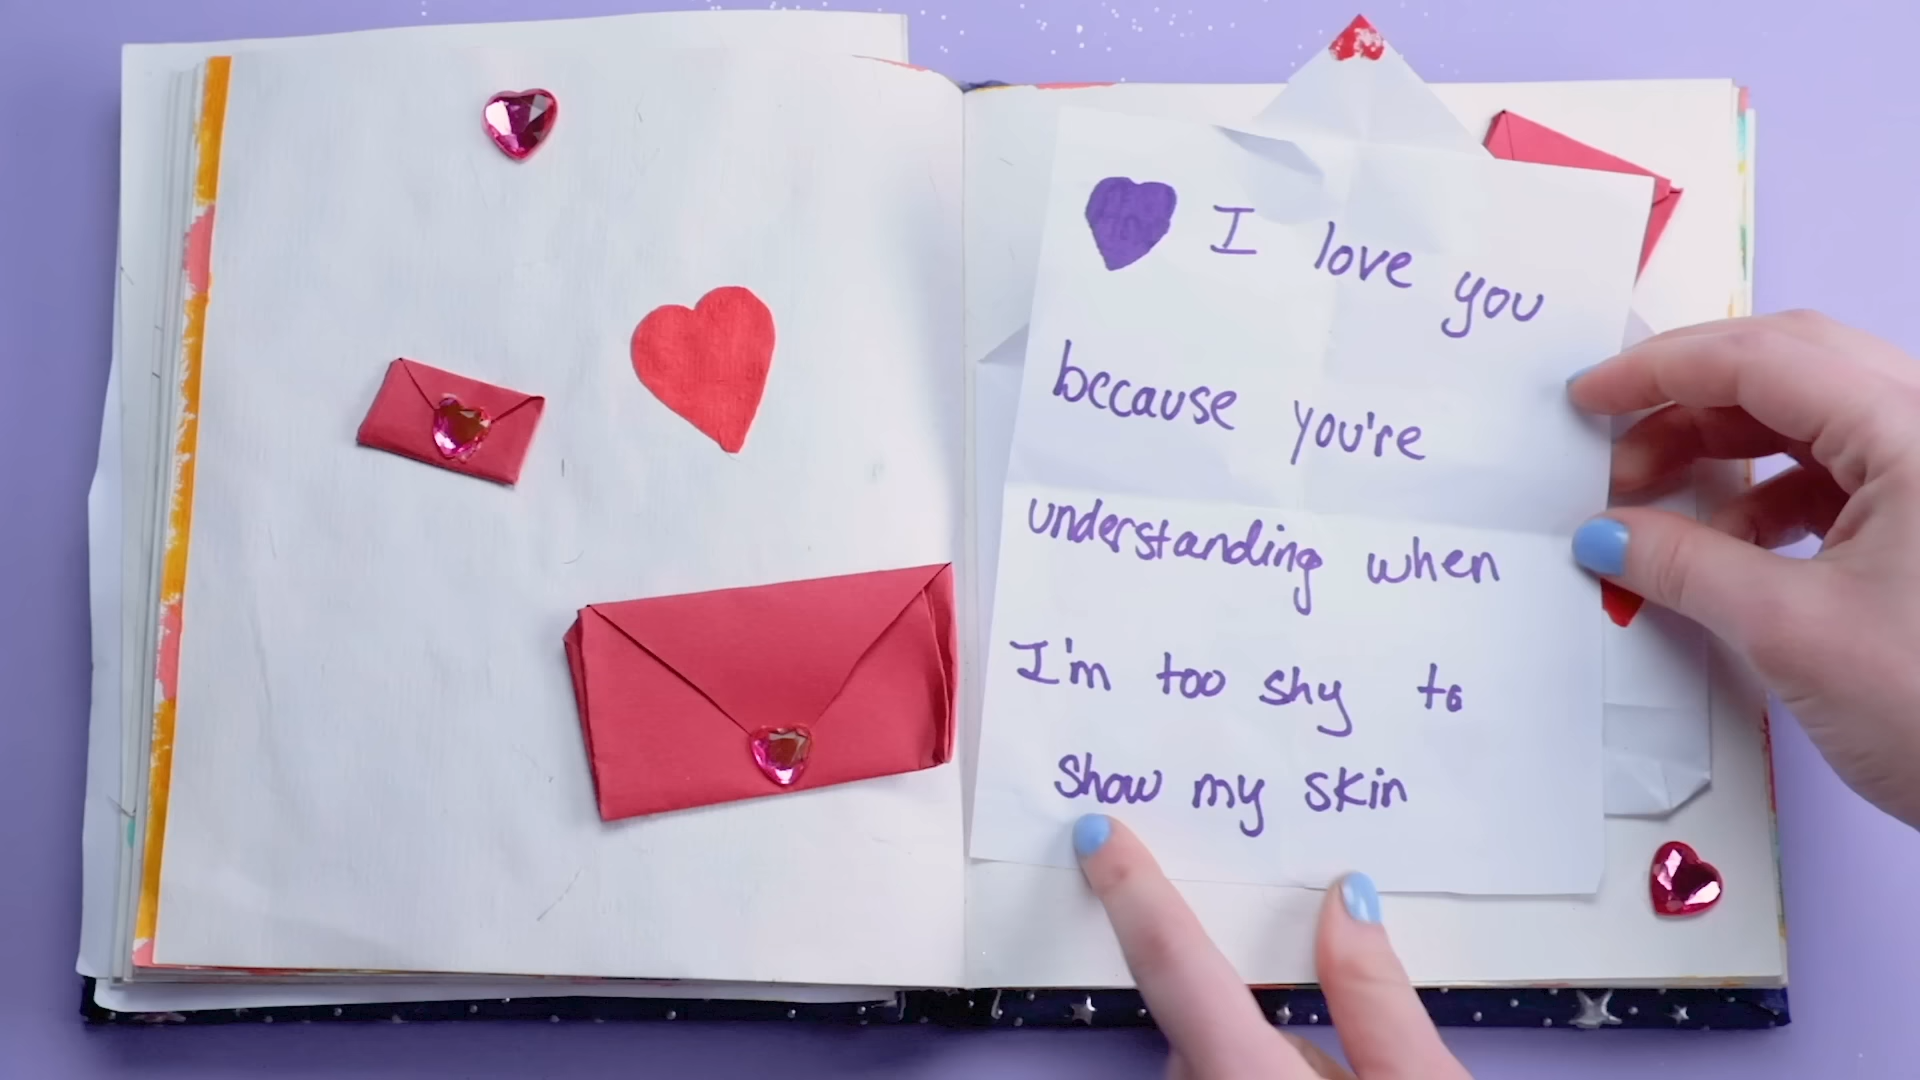 I love you
because you're
understanding when
I'm too shy to
show my skin